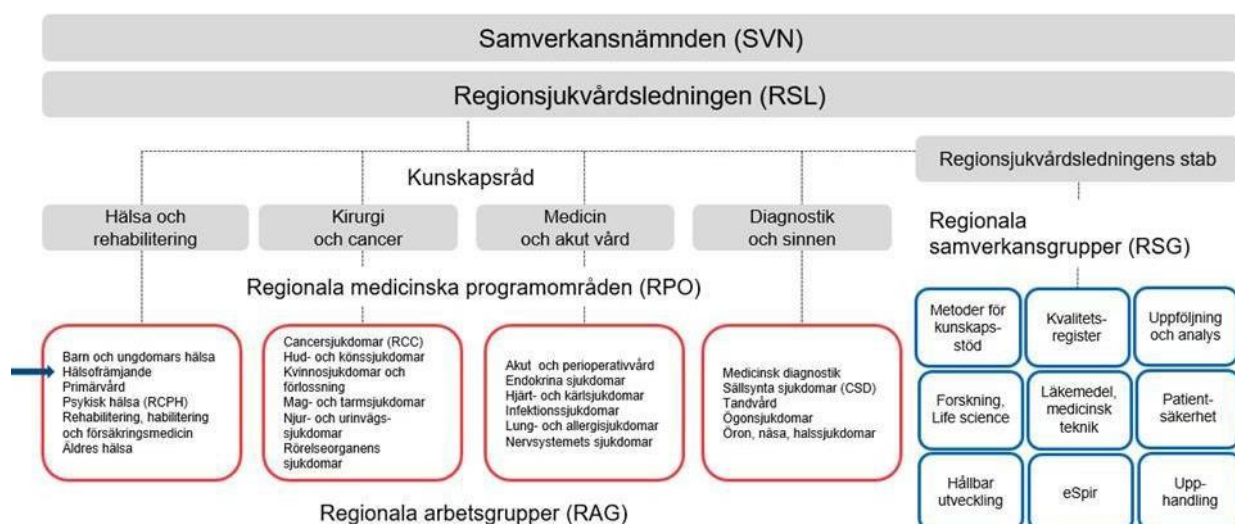 Samverkansnämnden (SVN)
Regionsjukvårdsledningen (RSL)
Kunskapsråd
Regionsjukvårdsledningens stab
Hälsa och
rehabilitering
Kirurgi
och cancer
Medicin
och akut vård
Diagnostik
och sinnen
Regionala
samverkansgrupper (RSG)
Regionala medicinska programområden (RPO)
Barn och ungdomars hälsa
Hälsofrämjande
Primärvård
Psykisk hälsa (RCPH)
Rehabilitering, habilitering
och försäkringsmedicin
Äldres hälsa
Cancersjukdomar (RCC)
Hud- och könssjukdomar
Kvinnosjukdomar och
förlossning
Mag- och tarmsjukdomar
Njur- och urinvägs-
sjukdomar
Rörelseorganens
sjukdomar
Akut och perioperativvård
Endokrina sjukdomar
Hjärt- och kärlsjukdomar
Infektionssjukdomar
Lung- och allergisjukdomar
Nervsystemets sjukdomar
Medicinsk diagnostik
Sällsynta sjukdomar (CSD)
Tandvård
Ögonsjukdomar
Öron, näsa, halssjukdomar
Metoder för
kunskaps-
stöd
Kvalitets-
register
Uppföljning
och analys
Forskning,
Life science
Läkemedel,
medicinsk
teknik
Patient-
säkerhet
Hållbar
utveckling
eSpir
Upp-
handling
Regionala arbetsgrupper (RAG)